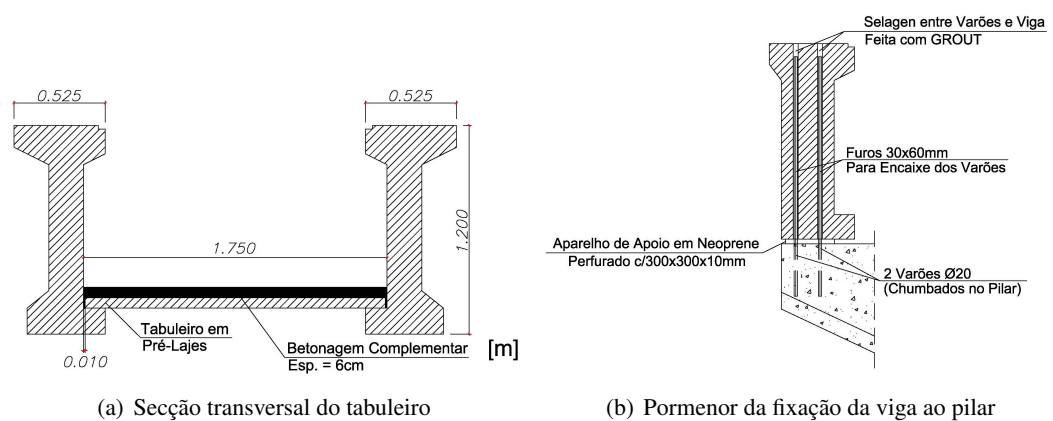 0.525
0.525
1.750
1.200
Tabuleiro em
Pré-Lajes
Betonagem Complementar
Esp. = 6cm
0.010
[m]
(a) Secção transversal do tabuleiro
Selagen entre Varões e Viga
Feita com GROUT
Furos 30x60mm
Para Encaixe dos Varões
Aparelho de Apoio em Neoprene
Perfurado c/300x300x10mm
2 Varões Ø20
(Chumbados no Pilar)
(b) Pormenor da fixação da viga ao pilar